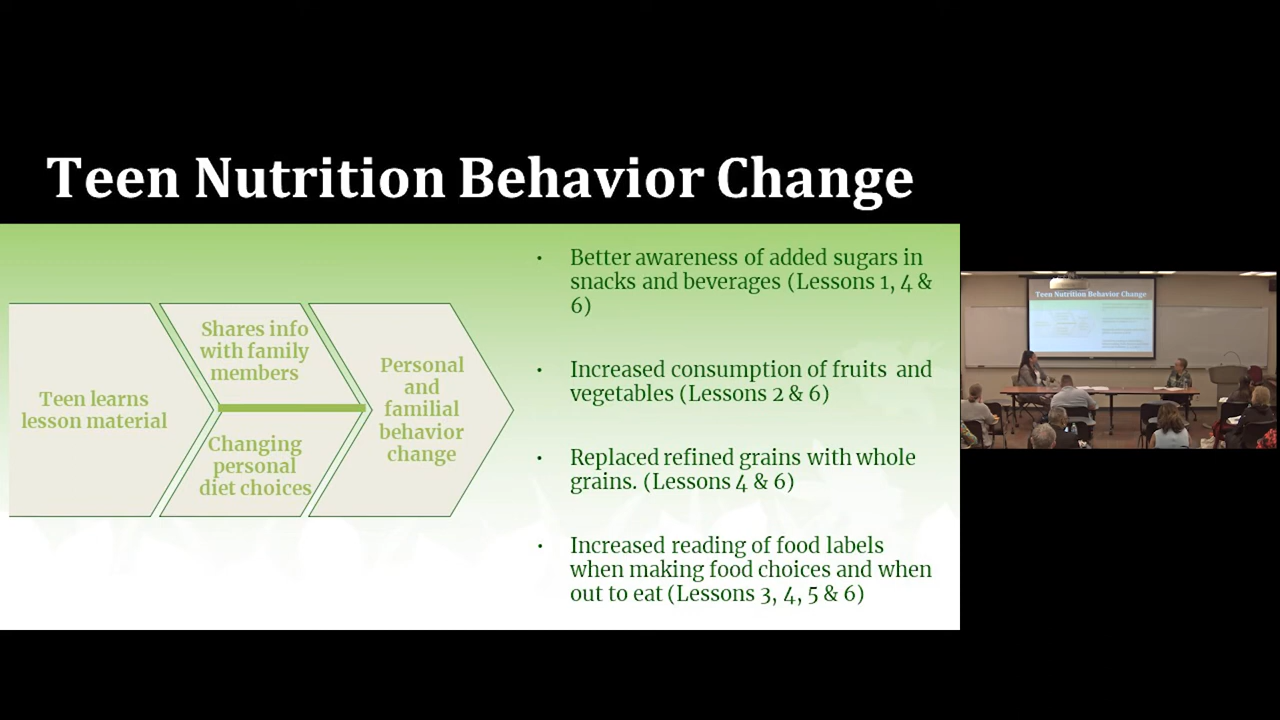 Teen Nutrition Behavior Change
Teen learns
lesson material
Shares info
with family
members
Changing
personal
diet choices
Personal
and
familial
behavior
change
• Better awareness of added sugars in
snacks and beverages (Lessons 1, 4 &
6)
• Increased consumption of fruits and
vegetables (Lessons 2 & 6)
• Replaced refined grains with whole
grains. (Lessons 4 & 6)
• Increased reading of food labels
when making food choices and when
out to eat (Lessons 3, 4, 5 & 6)
Teen Nutrition Behavior Change